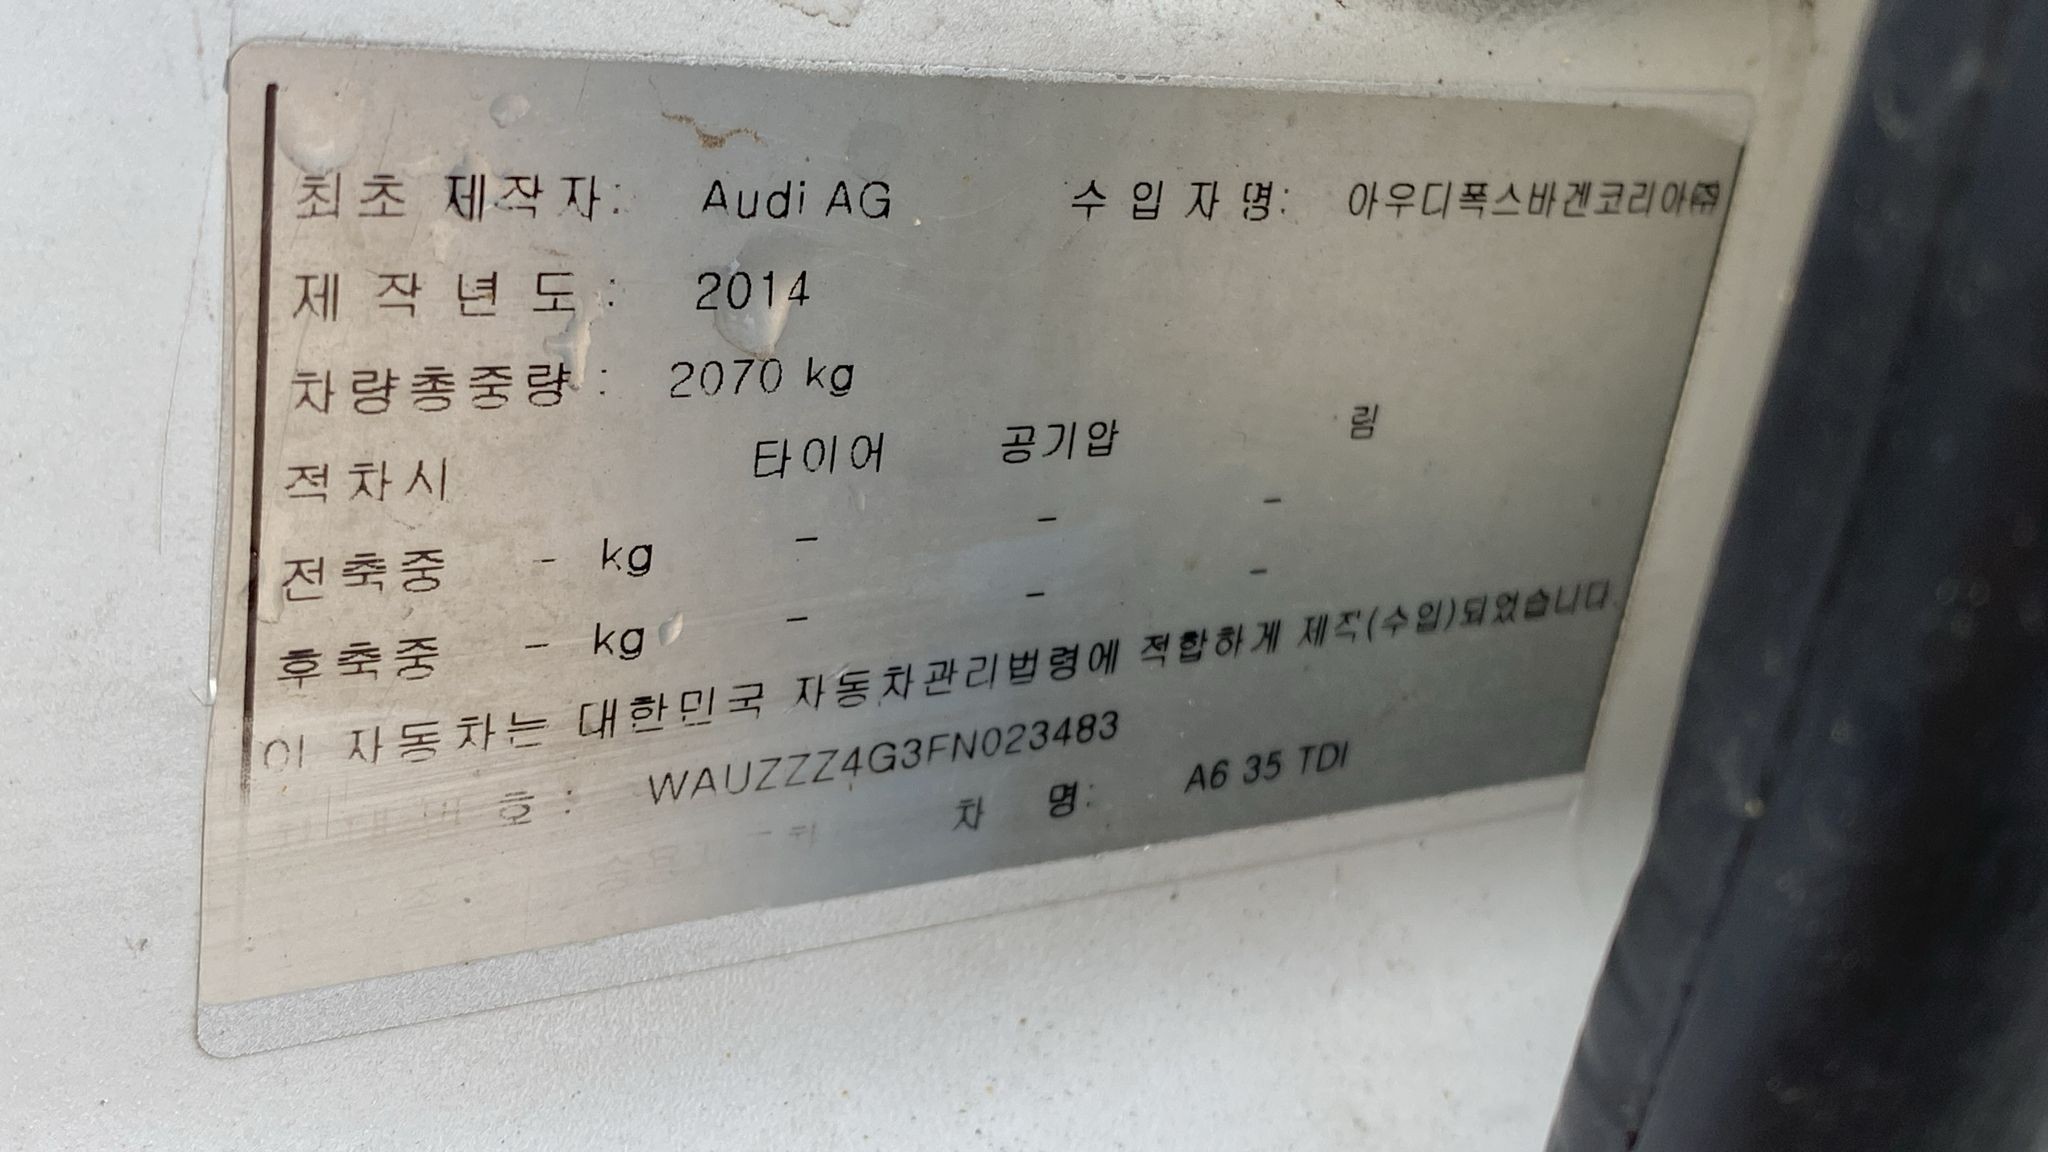 최초 제작자: Audi AG 수입자명: 아우디폭스바겐코리아㈜
제작년도: 2014
차량총중량: 2070 kg
적차시 타이어 공기압 림
전축중 - kg - - -
후축중 - kg - - -
이 자동차는 대한민국 자동차관리법령에 적합하게 제작(수입)되었습니다.
호: WAUZZZ4G3FN023483
차 명: A6 35 TDI